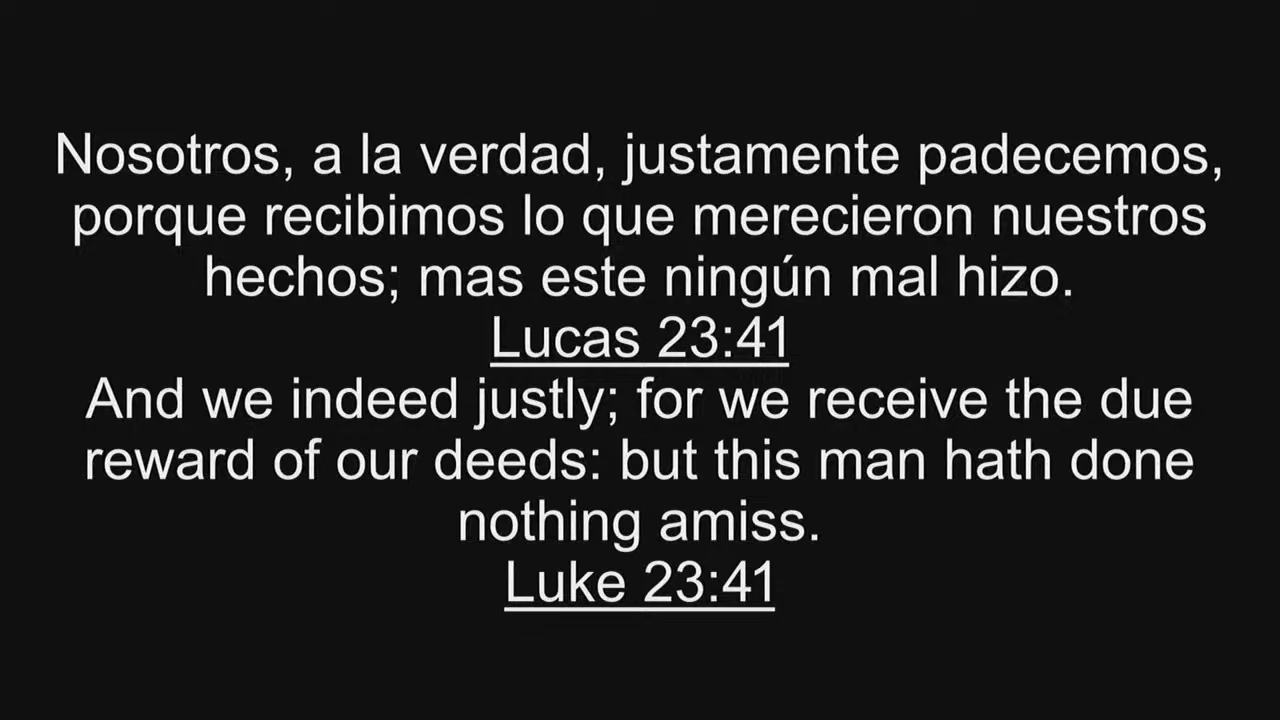 Nosotros, a la verdad, justamente padecemos,
porque recibimos lo que merecieron nuestros
hechos; mas este ningún mal hizo.
Lucas 23:41
And we indeed justly; for we receive the due
reward of our deeds: but this man hath done
nothing amiss.
Luke 23:41